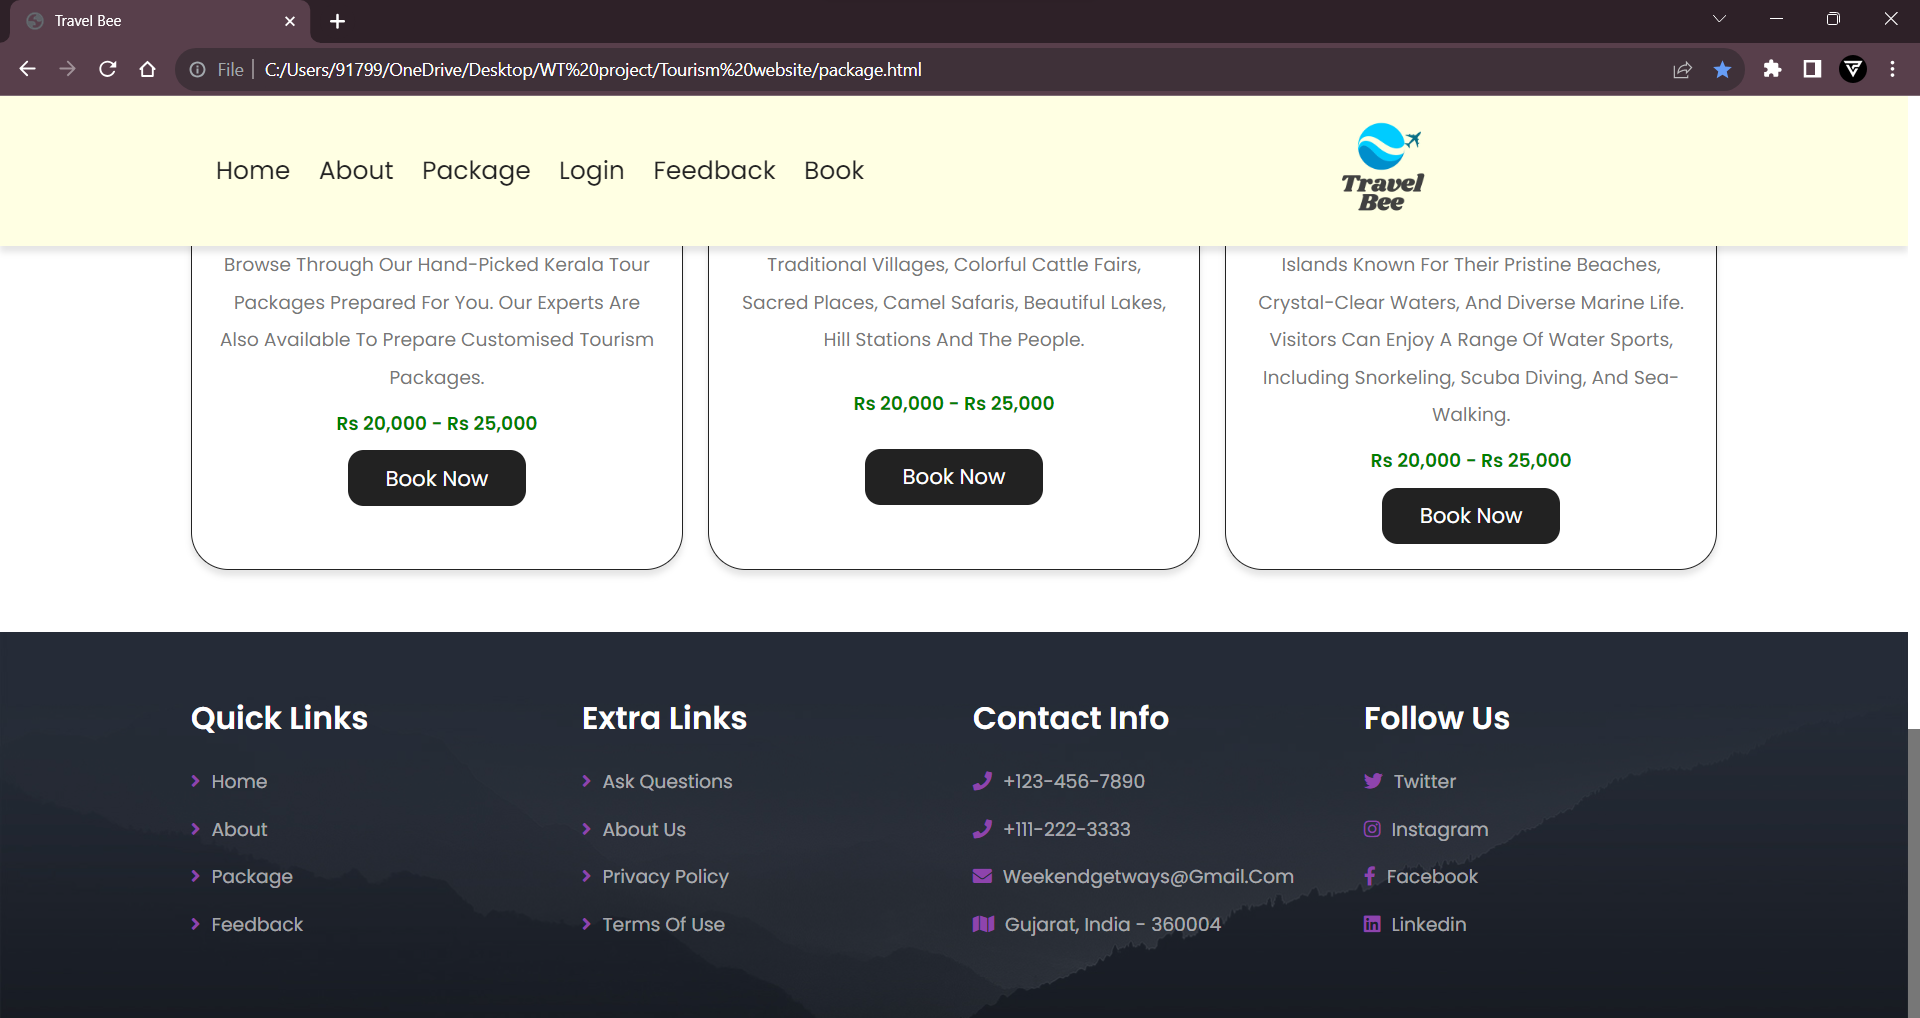 Travel Bee
File
C:/Users/91799/OneDrive/Desktop/WT%20project/Tourism%20website/package.html
Home About Package Login Feedback Book
Travel
Bee
Browse Through Our Hand-Picked Kerala Tour
Packages Prepared For You. Our Experts Are
Also Available To Prepare Customised Tourism
Packages.
Rs 20,000 - Rs 25,000
Book Now
Traditional Villages, Colorful Cattle Fairs,
Sacred Places, Camel Safaris, Beautiful Lakes,
Hill Stations And The People.
Rs 20,000 - Rs 25,000
Book Now
Islands Known For Their Pristine Beaches,
Crystal-Clear Waters, And Diverse Marine Life.
Visitors Can Enjoy A Range Of Water Sports,
Including Snorkeling, Scuba Diving, And Sea-
Walking.
Rs 20,000 - Rs 25,000
Book Now
Quick Links
Home
About
Package
Feedback
Extra Links
Ask Questions
About Us
Privacy Policy
Terms Of Use
Contact Info
+123-456-7890
+111-222-3333
Weekendgetways@Gmail.Com
Gujarat, India - 360004
Follow Us
Twitter
Instagram
Facebook
Linkedin